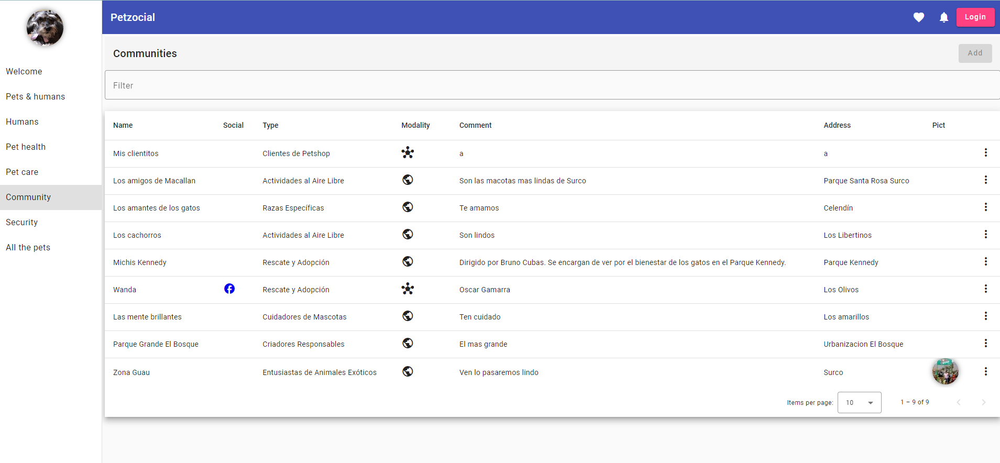 Petzocial
Login
Welcome
Pets & humans
Humans
Pet health
Pet care
Community
Security
All the pets
Communities
Add
Filter
Name Social Type Modality Comment Address Pict
Mis clientitos Clientes de Petshop a a
Los amigos de Macallan Actividades al Aire Libre Son las macotas mas lindas de Surco Parque Santa Rosa Surco
Los amantes de los gatos Razas Específicas Te amamos Celendín
Los cachorros Actividades al Aire Libre Son lindos Los Libertinos
Michis Kennedy Rescate y Adopción Dirigido por Bruno Cubas. Se encargan de ver por el bienestar de los gatos en el Parque Kennedy. Parque Kennedy
Wanda Rescate y Adopción Oscar Gamarra Los Olivos
Las mente brillantes Cuidadores de Mascotas Ten cuidado Los amarillos
Parque Grande El Bosque Criadores Responsables El mas grande Urbanizacion El Bosque
Zona Guau Entusiastas de Animales Exóticos Ven lo pasaremos lindo Surco
Items per page: 10 1 – 9 of 9